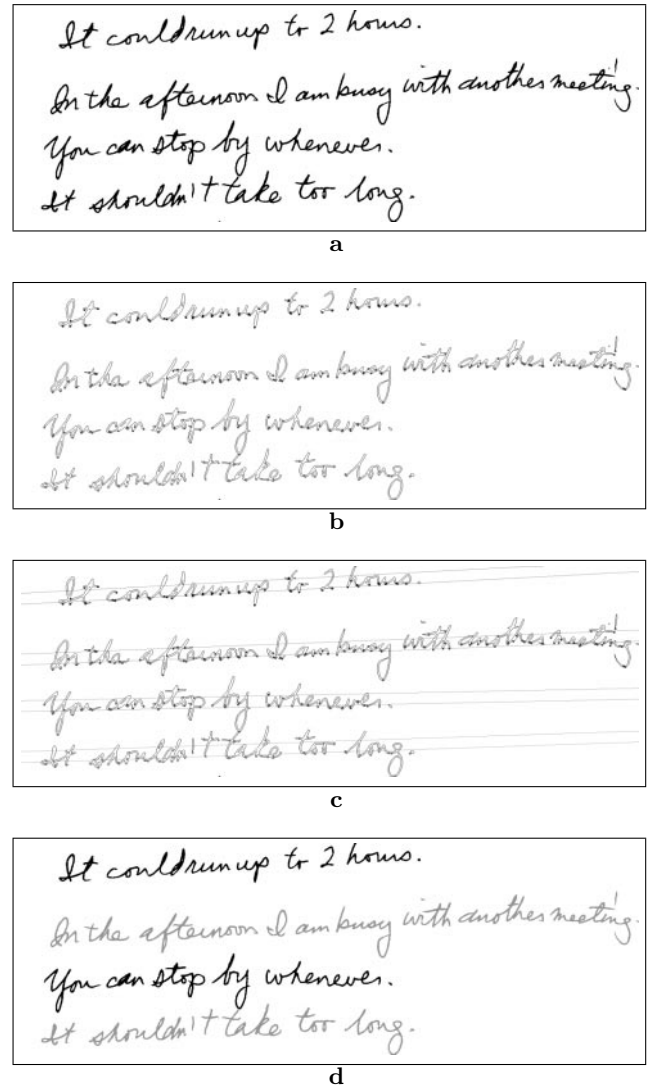 It could run up to 2 hours.
In the afternoon I am busy with another meeting.
You can stop by whenever.
It shouldn't take too long.
a
It could run up to 2 hours.
In the afternoon I am busy with another meeting.
You can stop by whenever.
It shouldn't take too long.
b
It could run up to 2 hours.
In the afternoon I am busy with another meeting.
You can stop by whenever.
It shouldn't take too long.
c
It could run up to 2 hours.
In the afternoon I am busy with another meeting.
You can stop by whenever.
It shouldn't take too long.
d